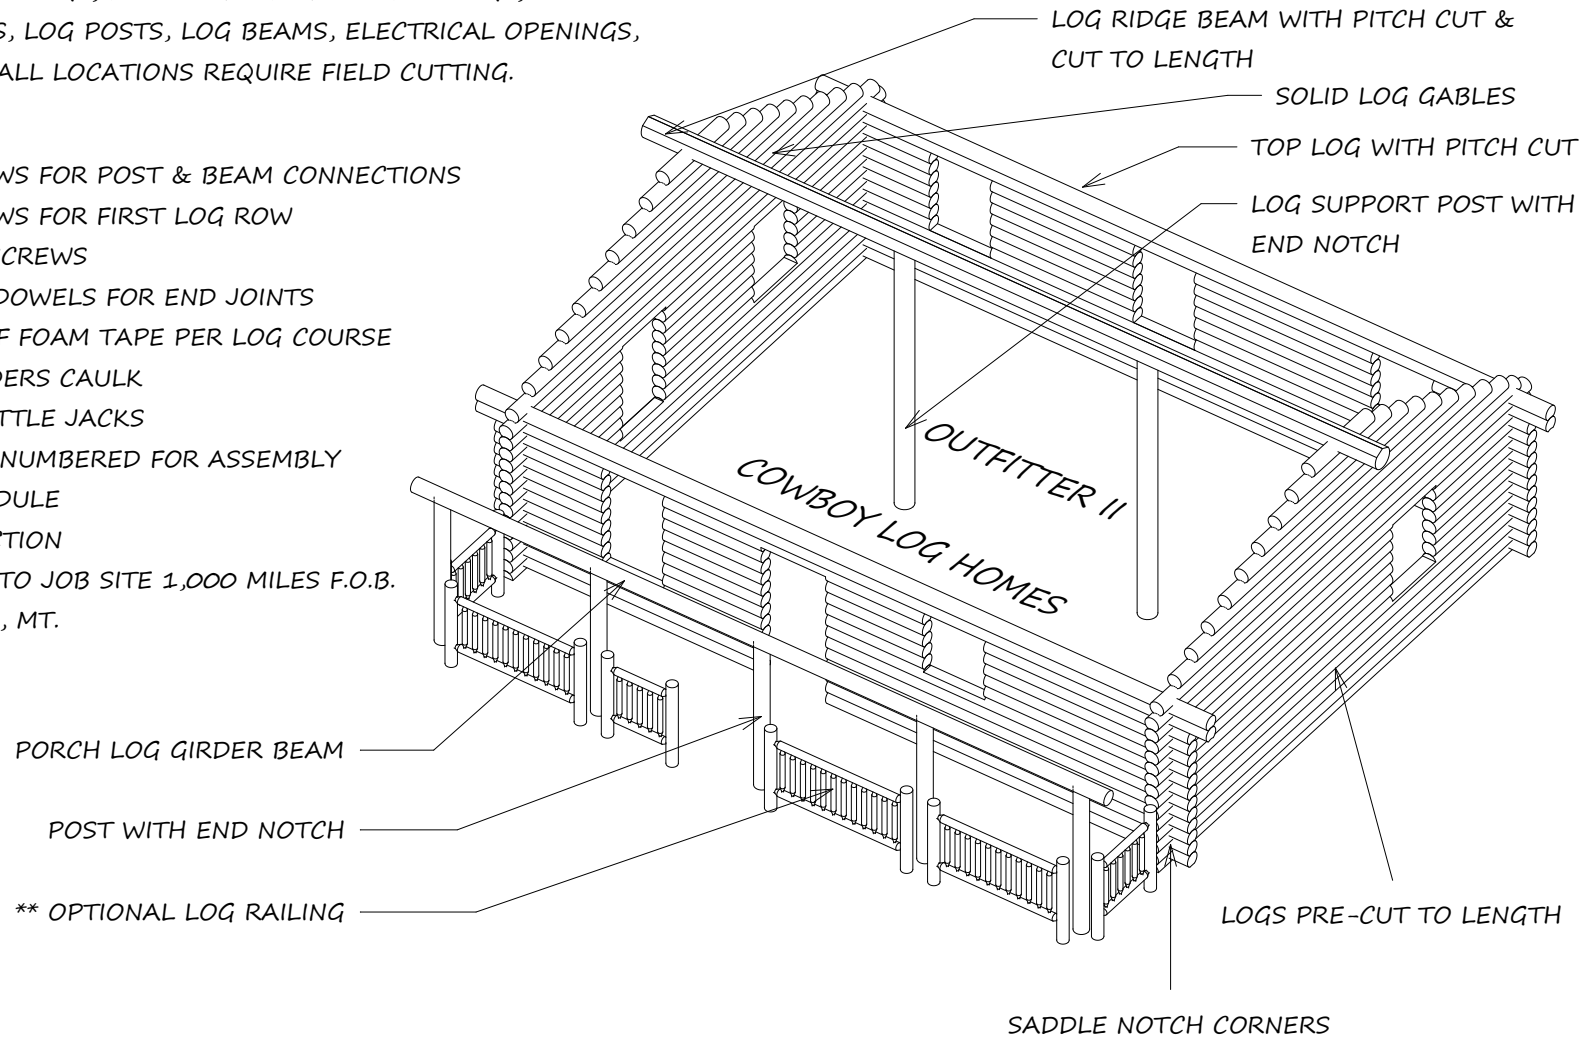 S, LOG POSTS, LOG BEAMS, ELECTRICAL OPENINGS,
ALL LOCATIONS REQUIRE FIELD CUTTING.
WS FOR POST & BEAM CONNECTIONS
WS FOR FIRST LOG ROW
SCREWS
DOWELS FOR END JOINTS
F FOAM TAPE PER LOG COURSE
DERS CAULK
TTLE JACKS
NUMBERED FOR ASSEMBLY
DULE
CTION
TO JOB SITE 1,000 MILES F.O.B.
, MT.
LOG RIDGE BEAM WITH PITCH CUT &
CUT TO LENGTH
SOLID LOG GABLES
TOP LOG WITH PITCH CUT
LOG SUPPORT POST WITH
END NOTCH
OUTFITTER II
COWBOY LOG HOMES
PORCH LOG GIRDER BEAM
POST WITH END NOTCH
** OPTIONAL LOG RAILING
LOGS PRE-CUT TO LENGTH
SADDLE NOTCH CORNERS